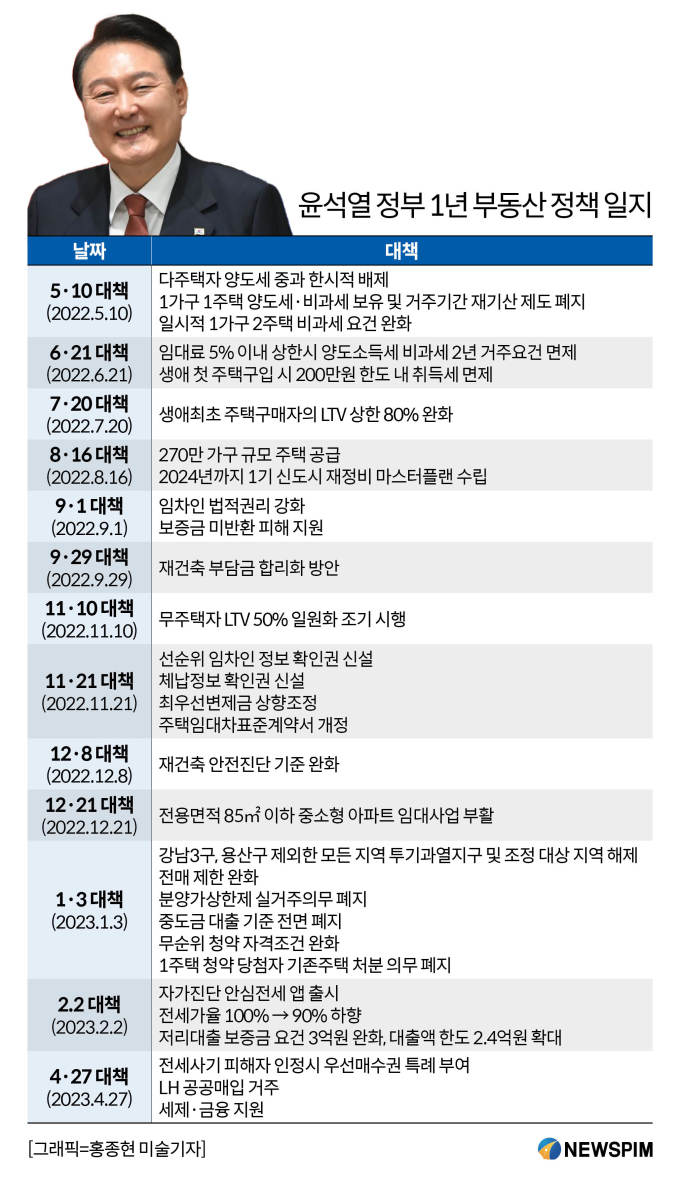 윤석열 정부 1년 부동산 정책 일지
날짜
대책
5·10 대책
(2022.5.10)
다주택자 양도세 중과 한시적 배제
1가구 1주택 양도세·비과세 보유 및 거주기간 재기산 제도 폐지
일시적 1가구 2주택 비과세 요건 완화
6·21 대책
(2022.6.21)
임대료 5% 이내 상한시 양도소득세 비과세 2년 거주요건 면제
생애 첫 주택구입 시 200만원 한도 내 취득세 면제
7·20 대책
(2022.7.20)
생애최초 주택구매자의 LTV 상한 80% 완화
8·16 대책
(2022.8.16)
270만 가구 규모 주택 공급
2024년까지 1기 신도시 재정비 마스터플랜 수립
9·1 대책
(2022.9.1)
임차인 법적권리 강화
보증금 미반환 피해 지원
9·29 대책
(2022.9.29)
재건축 부담금 합리화 방안
11·10 대책
(2022.11.10)
무주택자 LTV 50% 일원화 조기 시행
11·21 대책
(2022.11.21)
선순위 임차인 정보 확인권 신설
체납정보 확인권 신설
최우선변제금 상향조정
주택임대차표준계약서 개정
12·8 대책
(2022.12.8)
재건축 안전진단 기준 완화
12·21 대책
(2022.12.21)
전용면적 85㎡ 이하 중소형 아파트 임대사업 부활
1·3 대책
(2023.1.3)
강남3구, 용산구 제외한 모든 지역 투기과열지구 및 조정 대상 지역 해제
전매 제한 완화
분양가상한제 실거주의무 폐지
중도금 대출 기준 전면 폐지
무순위 청약 자격조건 완화
1주택 청약 당첨자 기존주택 처분 의무 폐지
2.2 대책
(2023.2.2)
자가진단 안심전세 앱 출시
전세가율 100% → 90% 하향
저리대출 보증금 요건 3억원 완화, 대출액 한도 2.4억원 확대
4·27 대책
(2023.4.27)
전세사기 피해자 인정시 우선매수권 특례 부여
LH 공공매입 거주
세제·금융 지원
[그래픽=홍종현 미술기자]
NEWSPIM